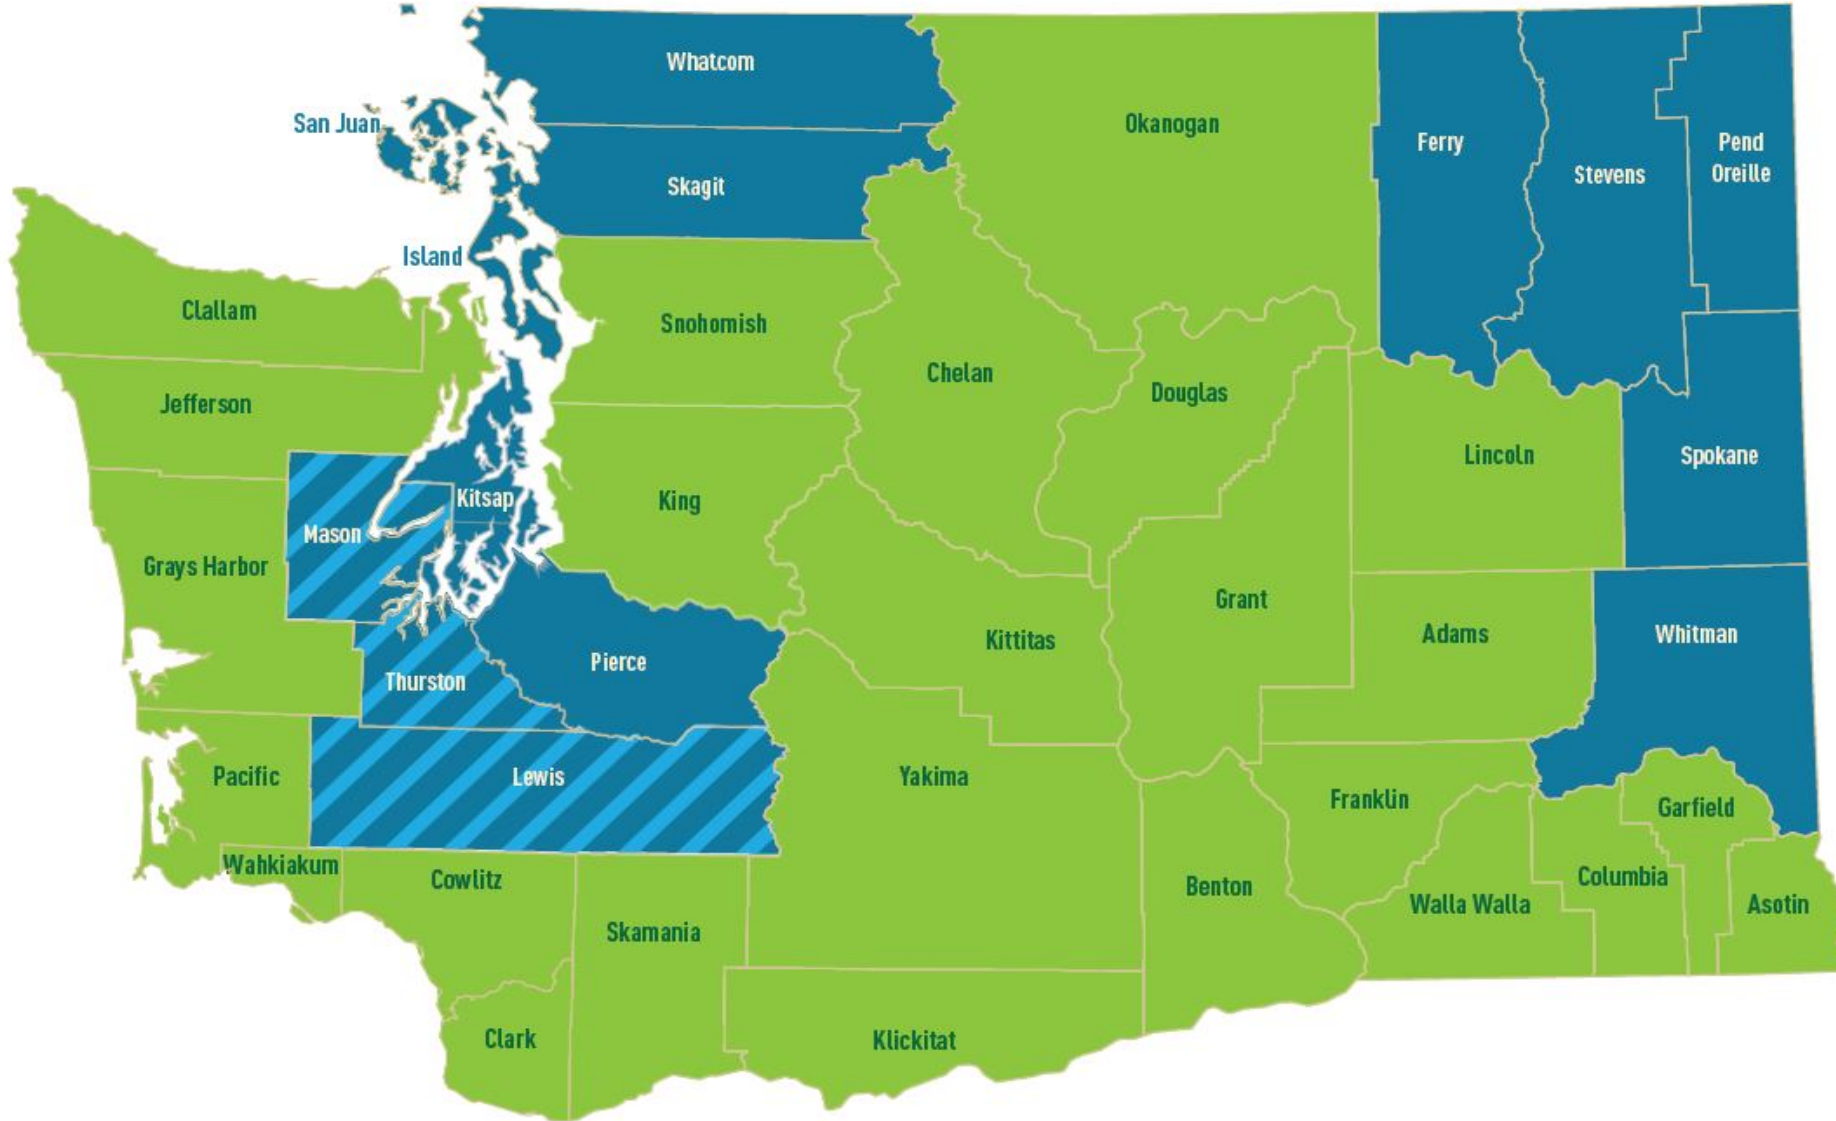 Whatcom
San Juan
Okanogan
Ferry
Pend
Oreille
Stevens
Skagit
Island
Clallam
Snohomish
Chelan
Douglas
Jefferson
Lincoln
Spokane
King
Kitsap
Mason
Grays Harbor
Grant
Kittitas
Adams
Whitman
Pierce
Thurston
Pacific
Lewis
Yakima
Franklin
Garfield
Wahkiakum
Cowlitz
Benton
Columbia
Walla Walla
Asotin
Skamania
Clark
Klickitat